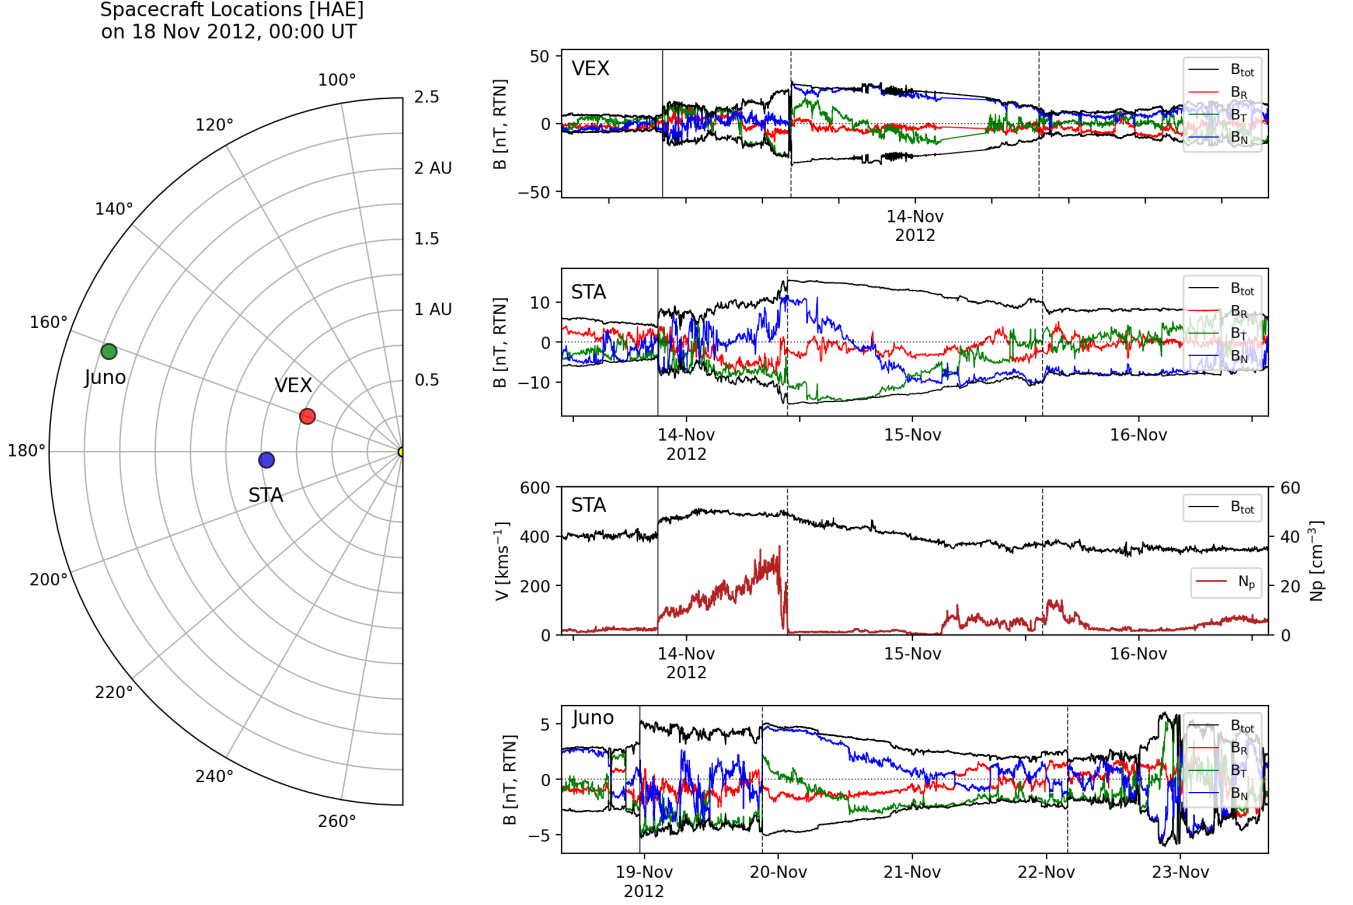 Spacecraft Locations [HAE]
on 18 Nov 2012, 00:00 UT
100°
120°
140°
160°
180°
200°
220°
240°
260°
2.5
2 AU
1.5
1 AU
0.5
Juno
VEX
STA
VEX
B [nT, RTN]
50
0
−50
14-Nov
2012
Btot
BR
BT
BN
STA
B [nT, RTN]
10
0
−10
14-Nov
2012
15-Nov
16-Nov
Btot
BR
BT
BN
STA
V [kms−1]
600
400
200
0
Np [cm−3]
60
40
20
0
14-Nov
2012
15-Nov
16-Nov
Btot
Np
Juno
B [nT, RTN]
5
0
−5
19-Nov
2012
20-Nov
21-Nov
22-Nov
23-Nov
Btot
BR
BT
BN